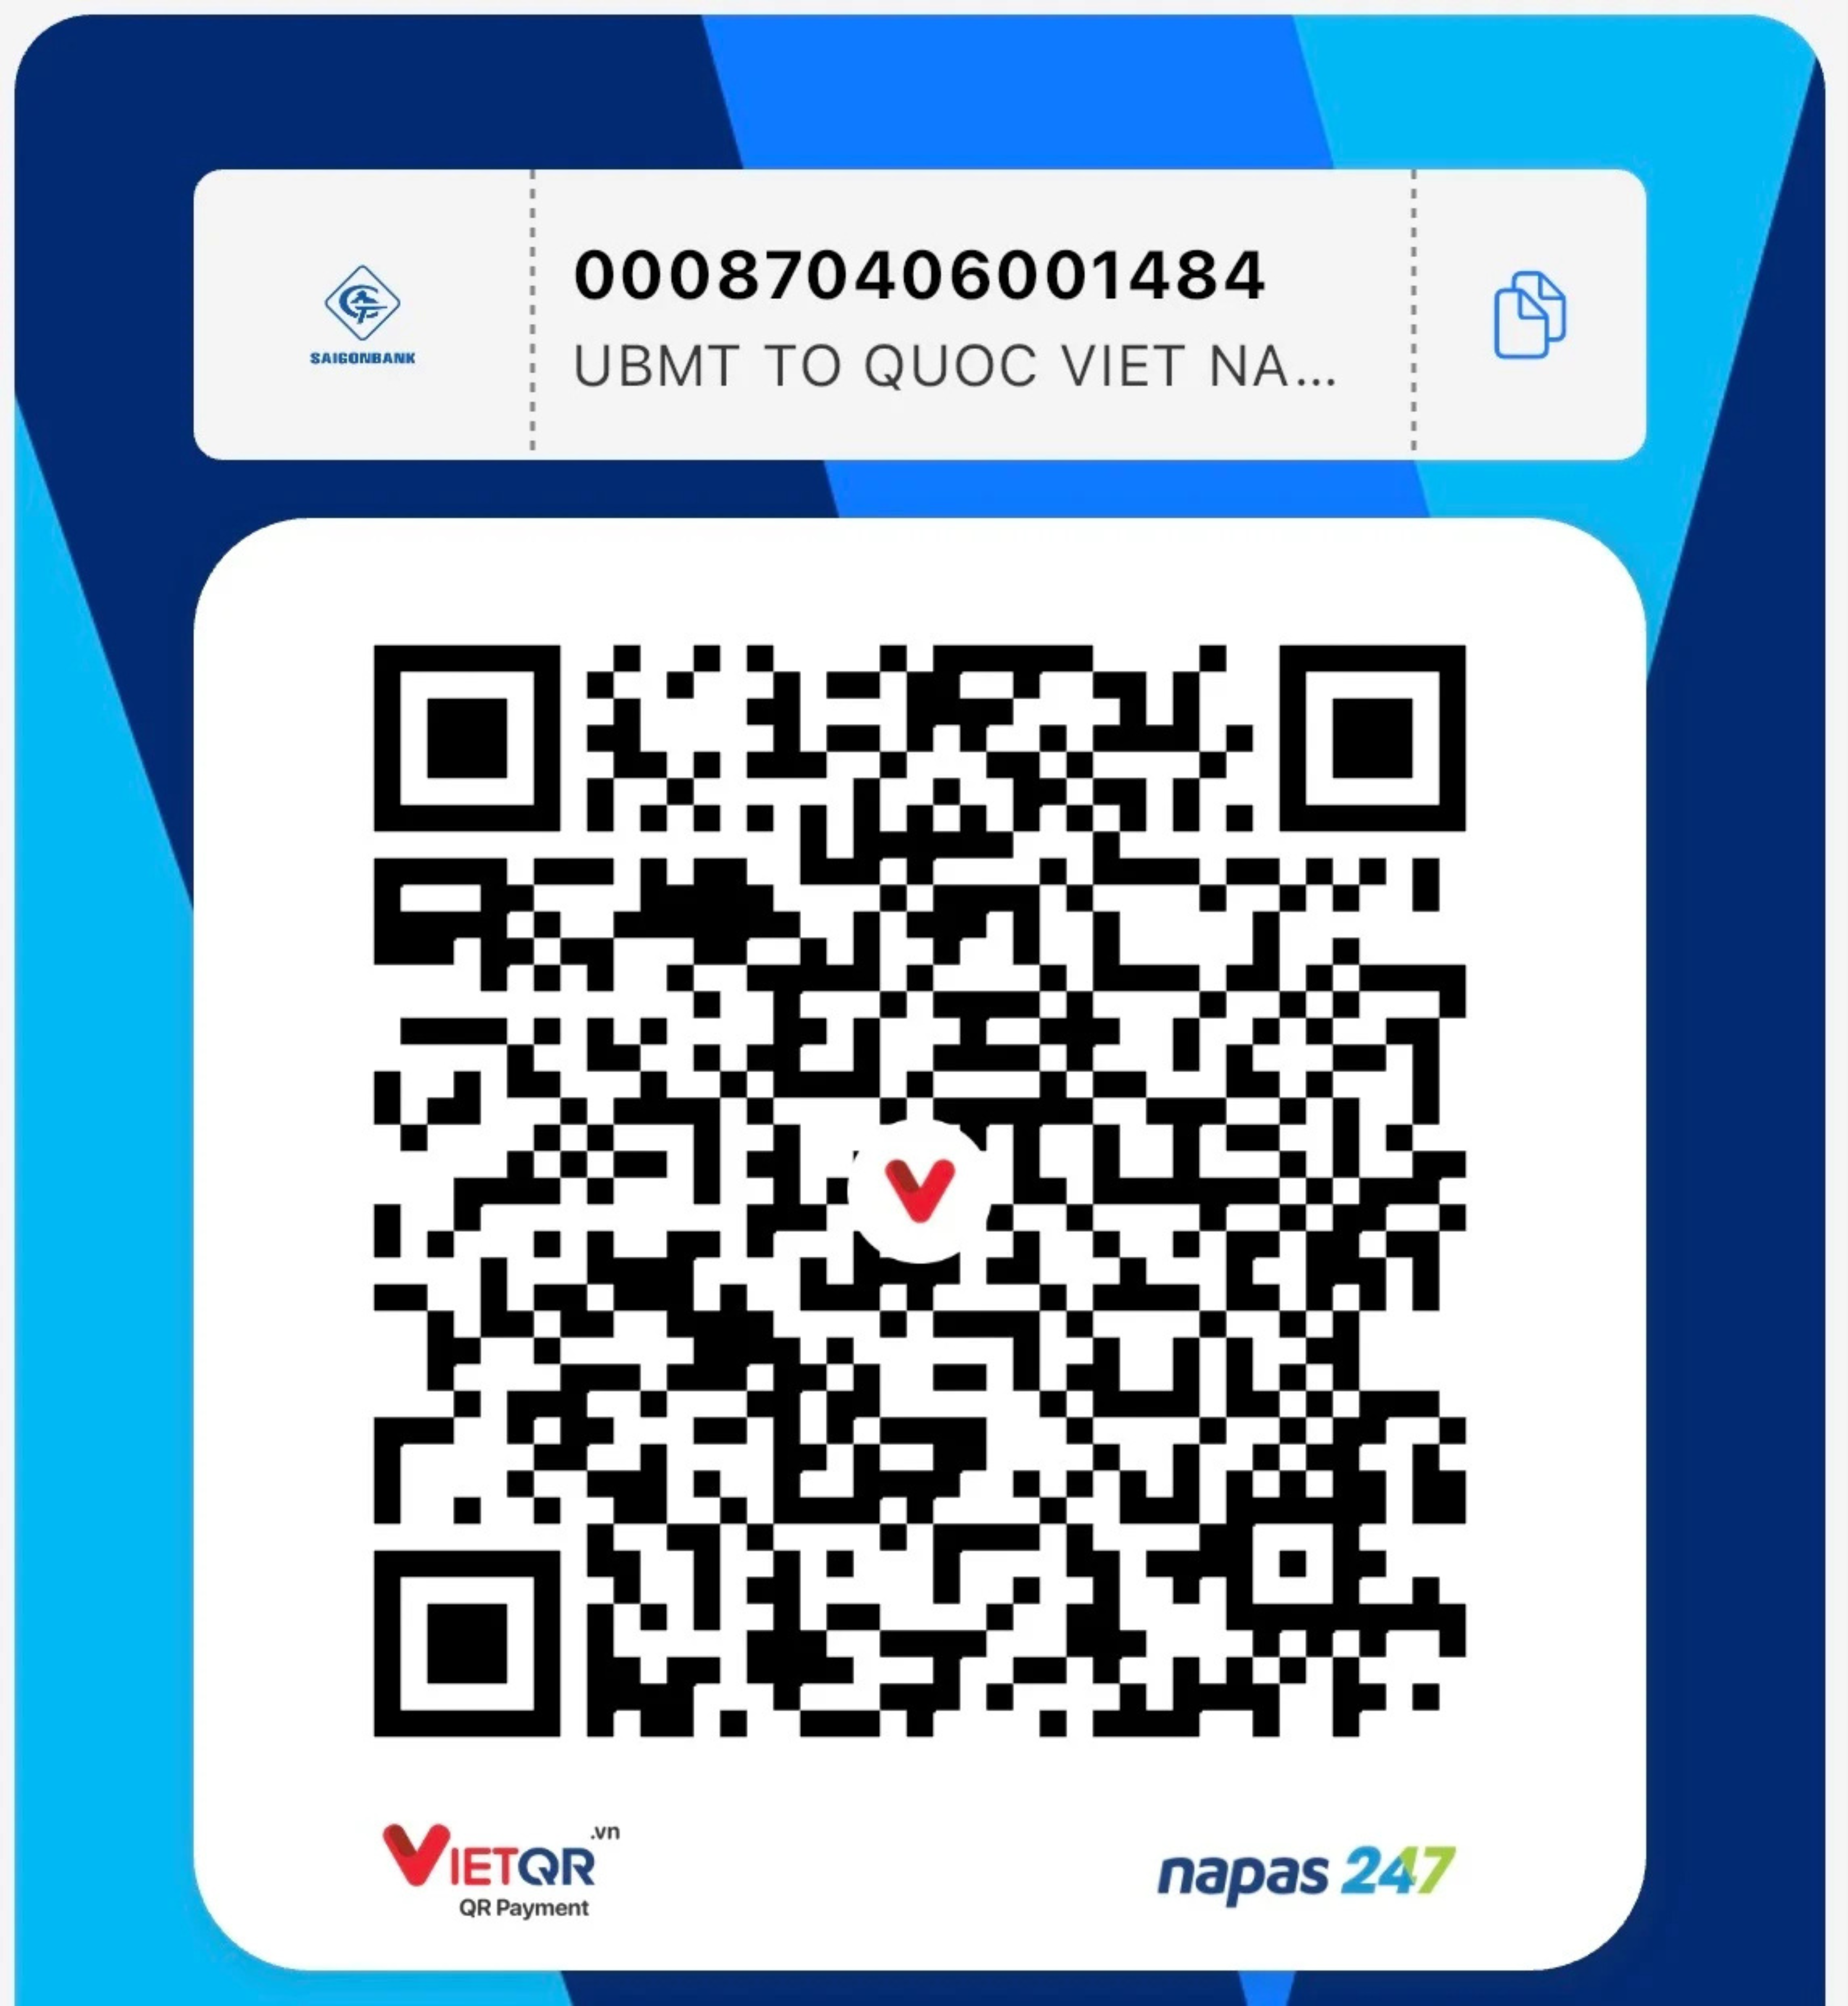 000870406001484
SAIGONBANK
UBMT TO QUOC VIET NA...
VIETQR.vn
QR Payment
napas 247